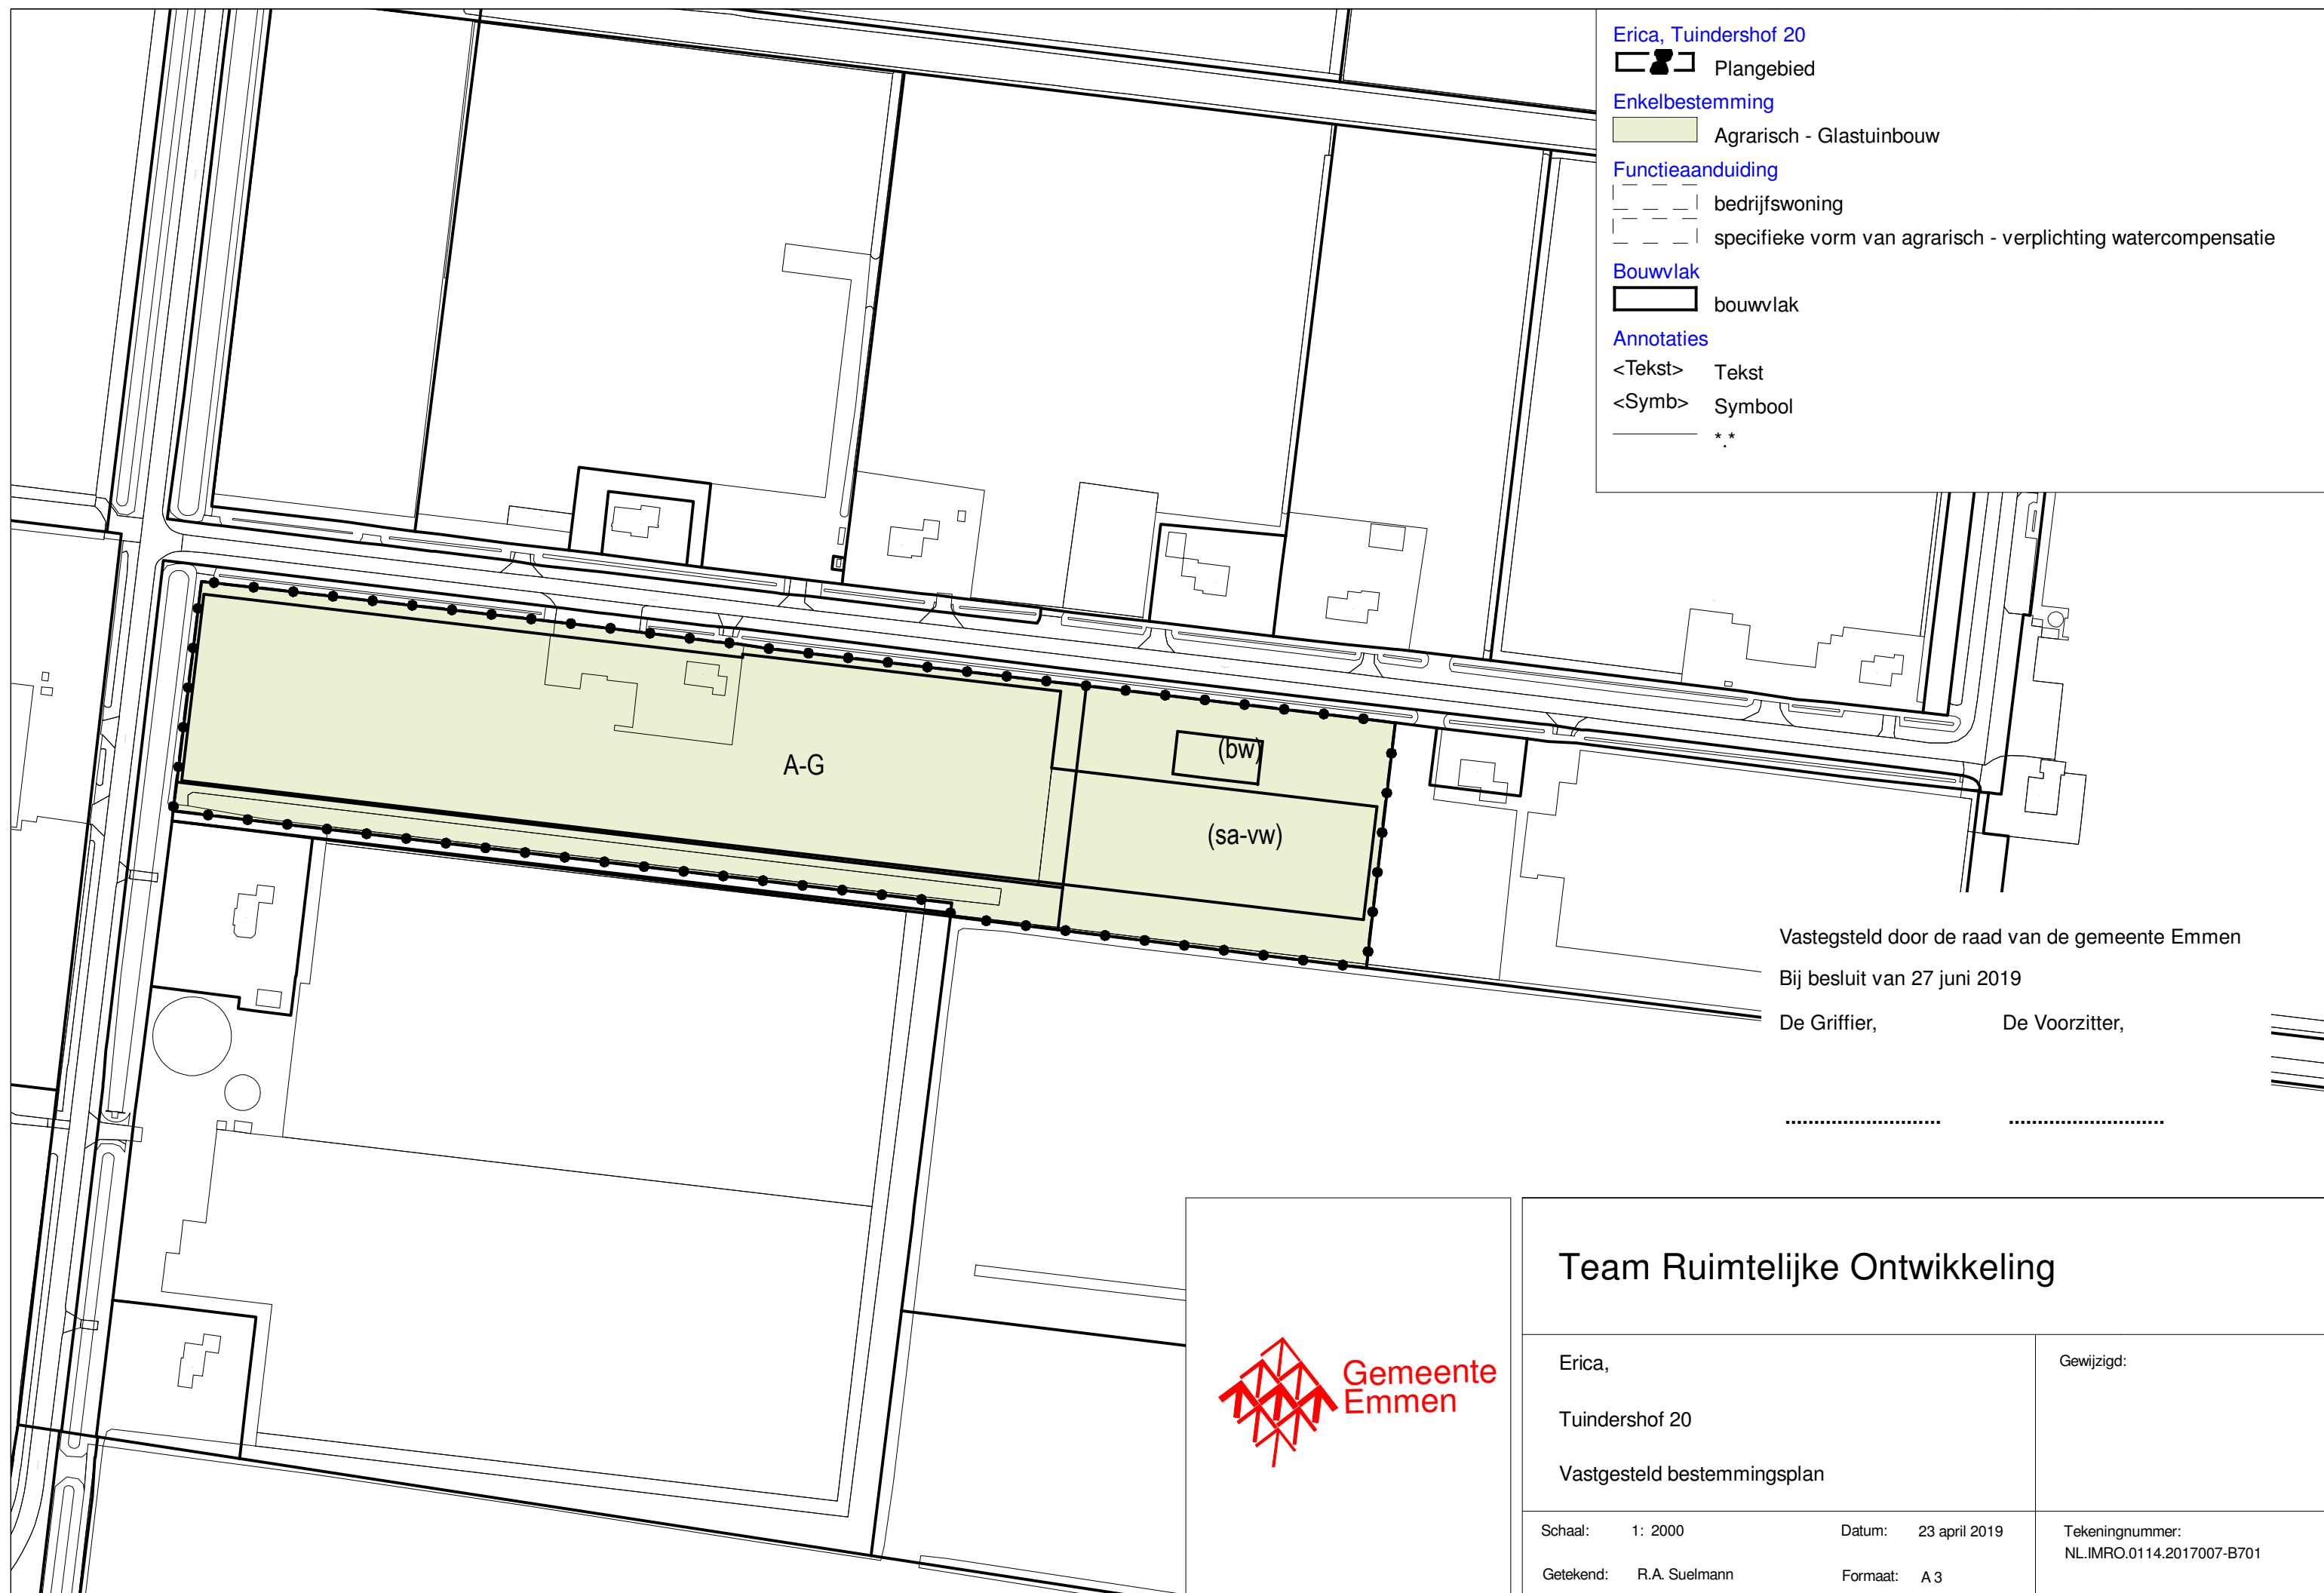 Erica, Tuindershof 20
Plangebied
Enkelbestemming
Agrarisch - Glastuinbouw
Functieaanduiding
bedrijfswoning
specifieke vorm van agrarisch - verplichting watercompensatie
Bouwvlak
bouwvlak
Annotaties
<Tekst> Tekst
<Symb> Symbool
*.*
(bw)
A-G
(sa-vw)
Vastegsteld door de raad van de gemeente Emmen
Bij besluit van 27 juni 2019
De Griffier, De Voorzitter,
Gemeente
Emmen
Team Ruimtelijke Ontwikkeling
Erica,
Tuindershof 20
Vastgesteld bestemmingsplan
Gewijzigd:
Schaal: 1: 2000 Datum: 23 april 2019
Getekend: R.A. Suelmann Formaat: A 3
Tekeningnummer:
NL.IMRO.0114.2017007-B701